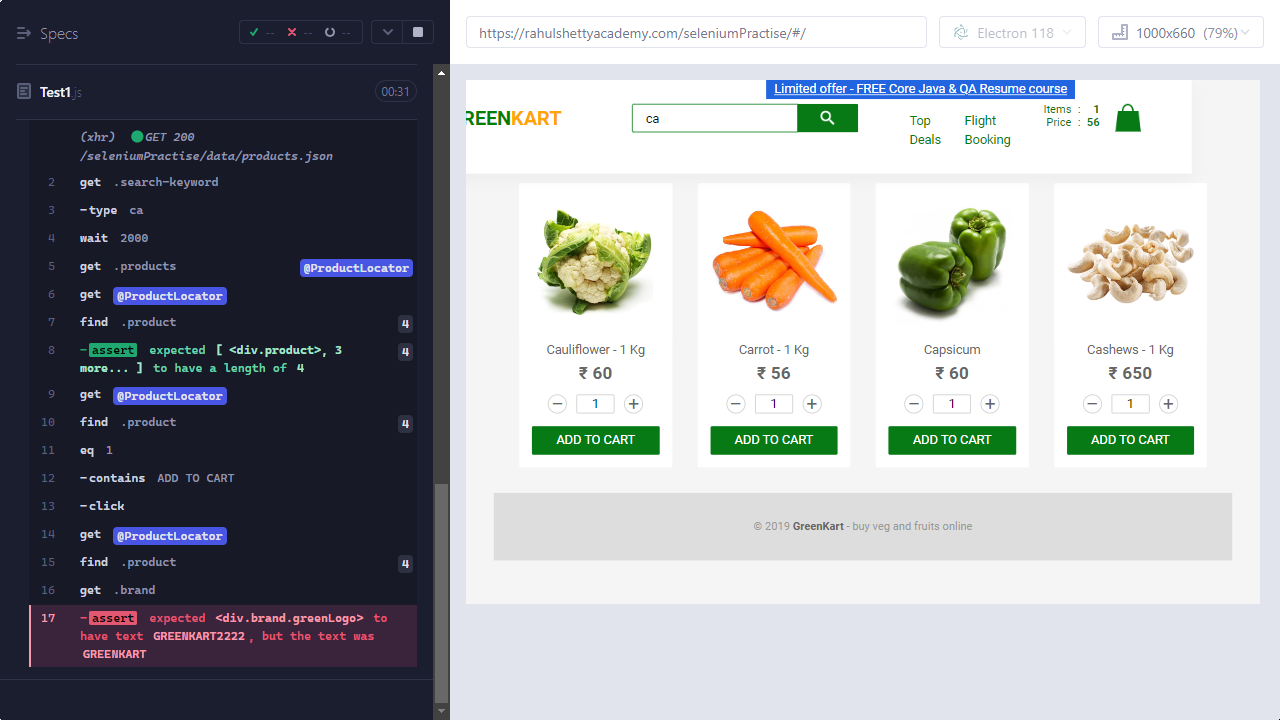 Specs
--
--
--
Test1.js
00:31
(xhr) GET 200
/seleniumPractise/data/products.json
2 get .search-keyword
3 -type ca
4 wait 2000
5 get .products @ProductLocator
6 get @ProductLocator
7 find .product 4
8 -assert expected [ <div.product>, 3 4
more... ] to have a length of 4
9 get @ProductLocator
10 find .product 4
11 eq 1
12 -contains ADD TO CART
13 -click
14 get @ProductLocator
15 find .product 4
16 get .brand
17 -assert expected <div.brand.greenLogo> to
have text GREENKART2222, but the text was
GREENKART
https://rahulshettyacademy.com/seleniumPractise/#/
Electron 118
1000x660 (79%)
Limited offer - FREE Core Java & QA Resume course
REENKART
ca
Top
Deals
Flight
Booking
Items : 1
Price : 56
Cauliflower - 1 Kg
₹ 60
– 1 +
ADD TO CART
Carrot - 1 Kg
₹ 56
– 1 +
ADD TO CART
Capsicum
₹ 60
– 1 +
ADD TO CART
Cashews - 1 Kg
₹ 650
– 1 +
ADD TO CART
© 2019 GreenKart - buy veg and fruits online